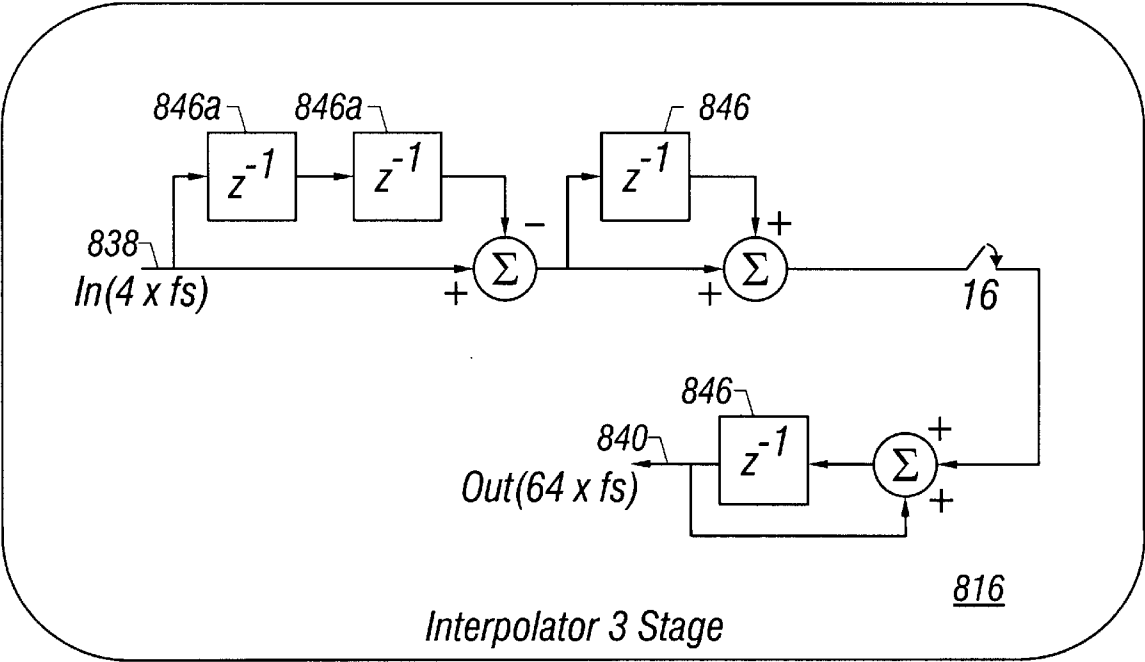 846a 846a 846
z⁻¹ z⁻¹ z⁻¹
−
+
838
Σ Σ
In(4 x fs)
+
+
16
846
840
z⁻¹
+
Σ
Out(64 x fs)
+
816
Interpolator 3 Stage